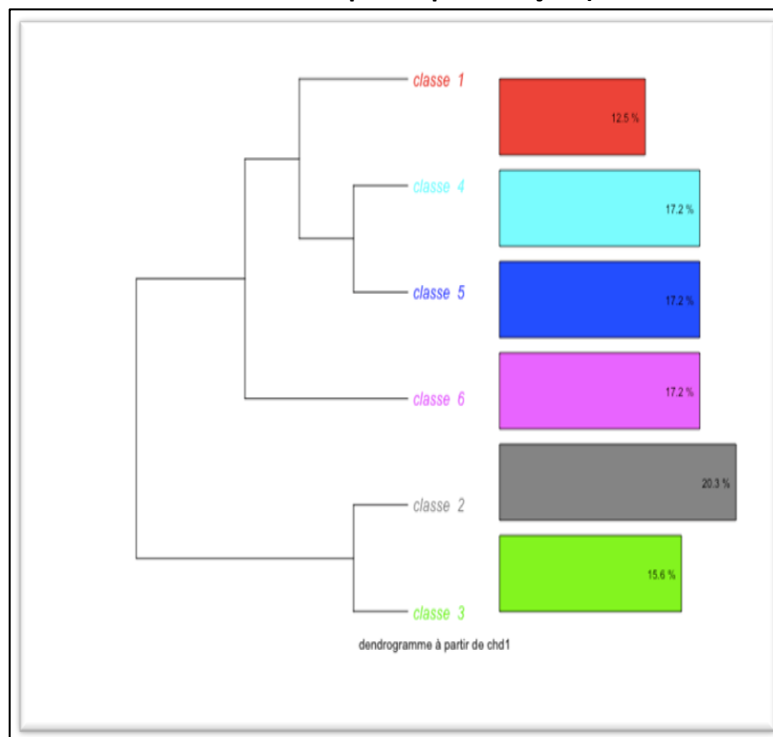 classe 1
12.5 %
classe 4
17.2 %
classe 5
17.2 %
classe 6
17.2 %
classe 2
20.3 %
classe 3
15.6 %
dendrogramme à partir de chd1